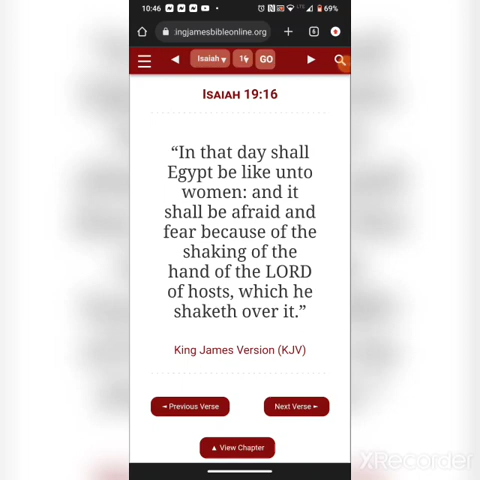 10:46 LTE 69%
ingjamesbibleonline.org 6
Isaiah GO
ISAIAH 19:16
“In that day shall
Egypt be like unto
women: and it
shall be afraid and
fear because of the
shaking of the
hand of the LORD
of hosts, which he
shaketh over it.”
King James Version (KJV)
◄ Previous Verse Next Verse ►
▲ View Chapter
XRecorder